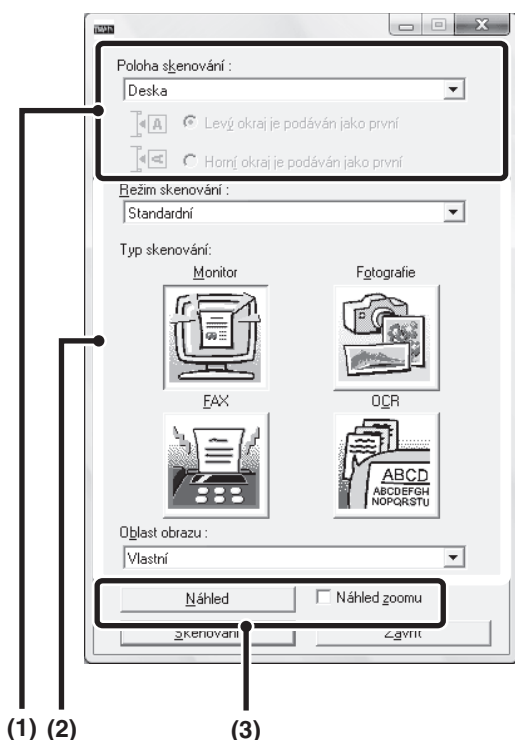 TWAIN
Poloha skenování :
Deska
A Levý okraj je podáván jako první
A Horní okraj je podáván jako první
Režim skenování :
Standardní
Typ skenování:
Monitor Fotografie
FAX OCR
ABCD
ABCDEFGH
NOPQRSTU
Oblast obrazu :
Vlastní
Náhled Náhled zoomu
Skenování Zavřít
(1) (2) (3)